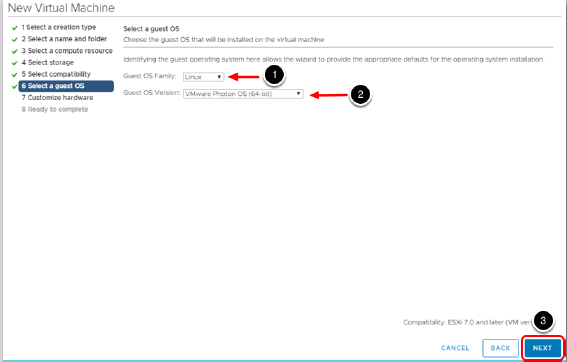 New Virtual Machine
✓ 1 Select a creation type
✓ 2 Select a name and folder
✓ 3 Select a compute resource
✓ 4 Select storage
✓ 5 Select compatibility
✓ 6 Select a guest OS
7 Customize hardware
8 Ready to complete
Select a guest OS
Choose the guest OS that will be installed on the virtual machine
Identifying the guest operating system here allows the wizard to provide the appropriate defaults for the operating system installation.
Guest OS Family: Linux
1
Guest OS Version: VMware Photon OS (64-bit)
2
3
Compatibility: ESXi 7.0 and later (VM
CANCEL BACK NEXT